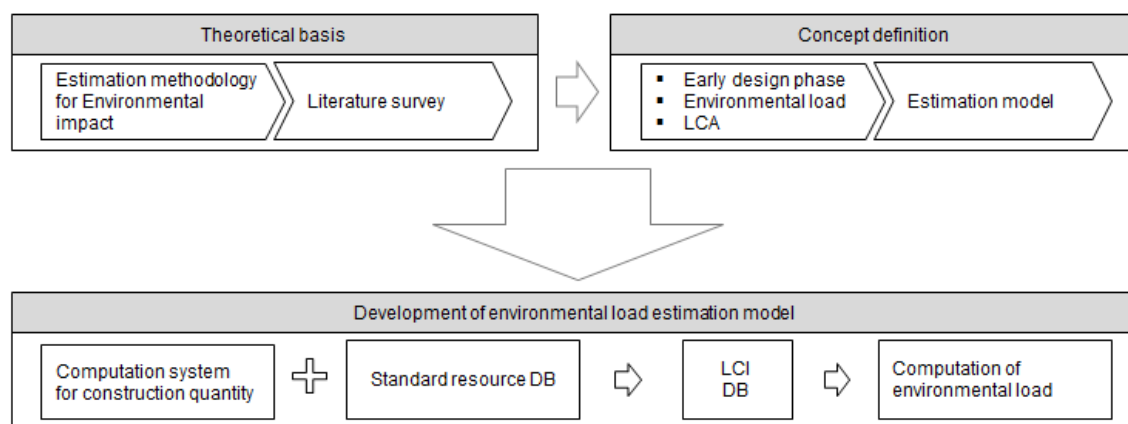 Theoretical basis
Estimation methodology
for Environmental
impact
Literature survey
Concept definition
▪ Early design phase
▪ Environmental load
▪ LCA
Estimation model
Development of environmental load estimation model
Computation system
for construction quantity
Standard resource DB
LCI
DB
Computation of
environmental load